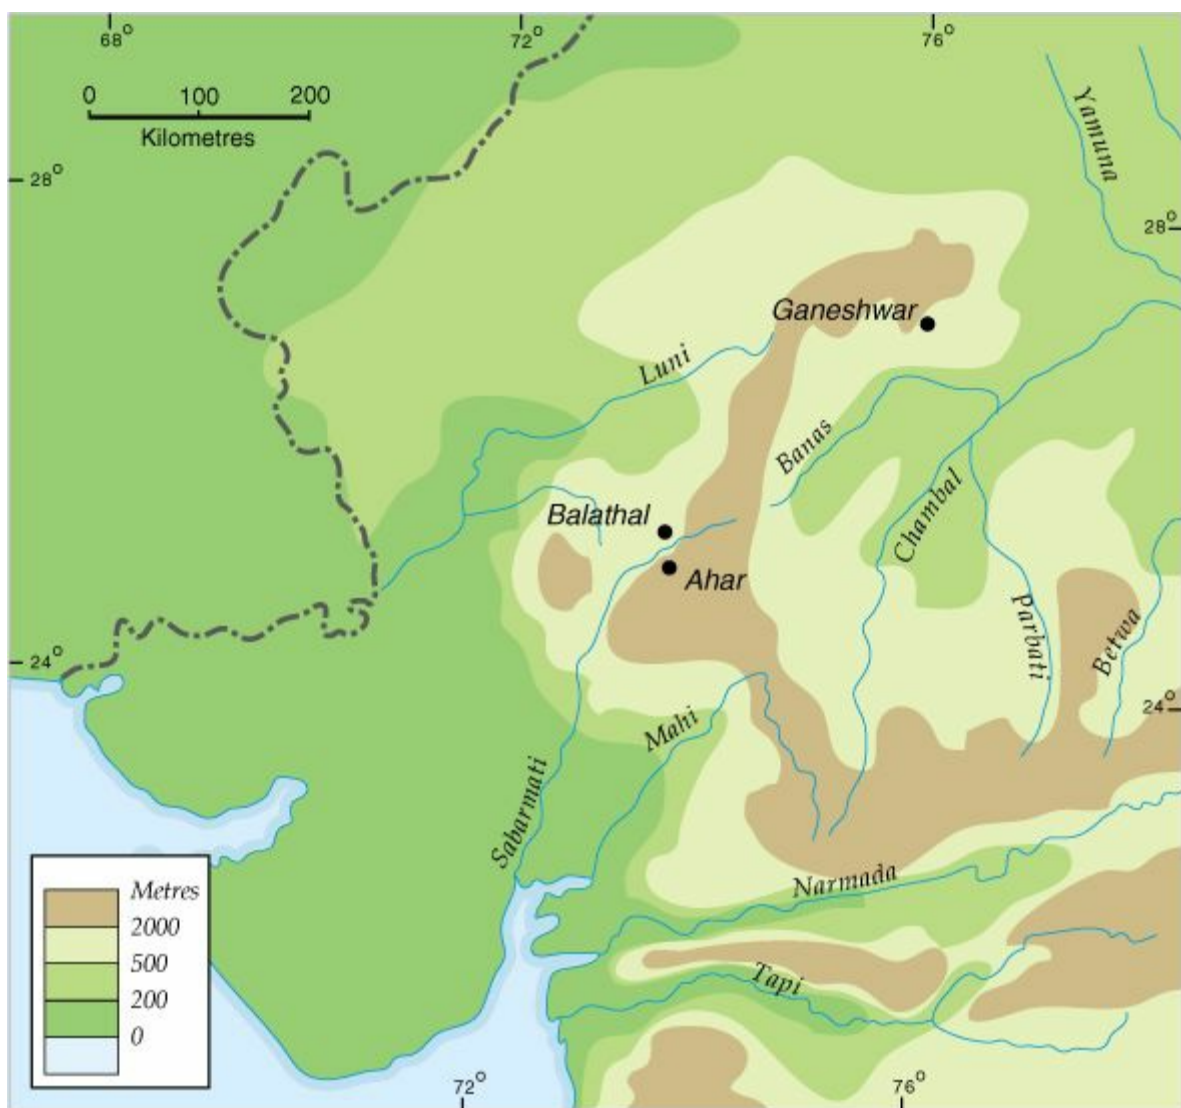 68°
72°
76°
0 100 200
Kilometres
Yamuna
28°
28°
Ganeshwar
Luni
Banas
Chambal
Balathal
Ahar
Parbati
Betwa
24°
24°
Mahi
Sabarmati
Narmada
Tapi
Metres
2000
500
200
0
72°
76°